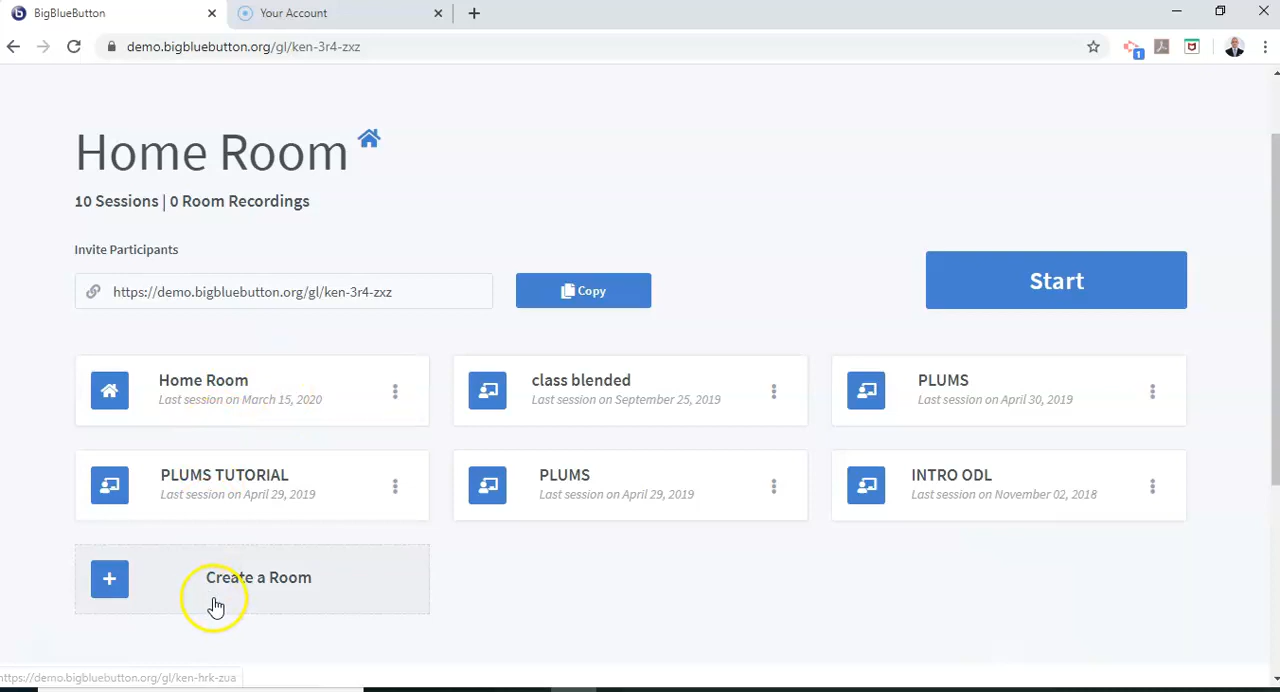 BigBlueButton
Your Account
demo.bigbluebutton.org/gl/ken-3r4-zxz
1
Home Room
10 Sessions | 0 Room Recordings
Invite Participants
https://demo.bigbluebutton.org/gl/ken-3r4-zxz
Copy
Start
Home Room
Last session on March 15, 2020
class blended
Last session on September 25, 2019
PLUMS
Last session on April 30, 2019
PLUMS TUTORIAL
Last session on April 29, 2019
PLUMS
Last session on April 29, 2019
INTRO ODL
Last session on November 02, 2018
Create a Room
https://demo.bigbluebutton.org/gl/ken-hrk-zua